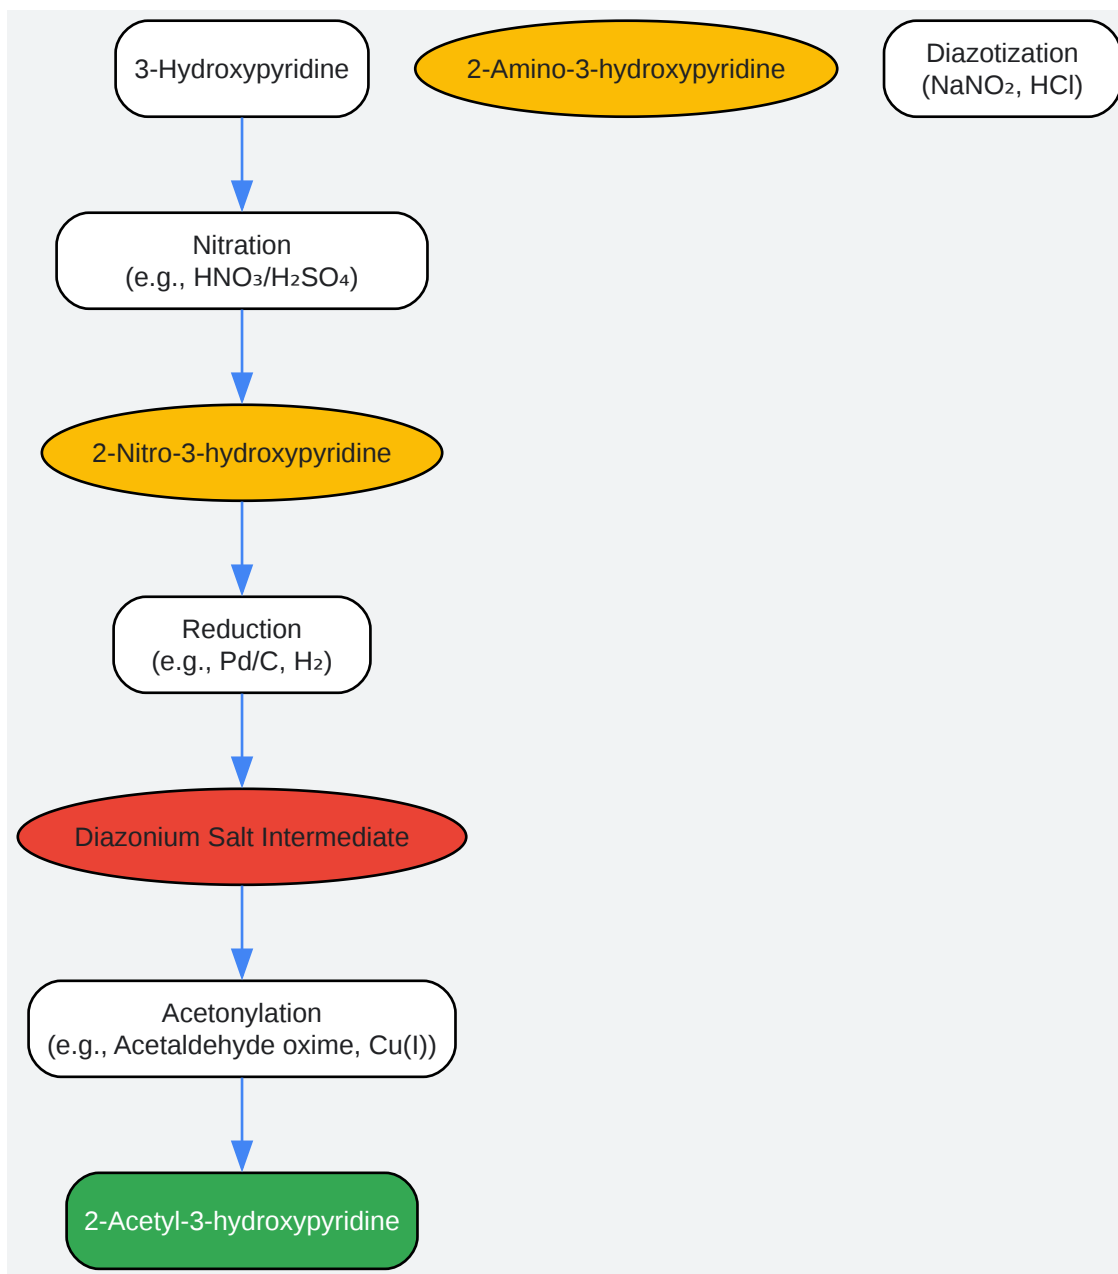 3-Hydroxypyridine
2-Amino-3-hydroxypyridine
Diazotization
(NaNO₂, HCl)
Nitration
(e.g., HNO₃/H₂SO₄)
2-Nitro-3-hydroxypyridine
Reduction
(e.g., Pd/C, H₂)
Diazonium Salt Intermediate
Acetonylation
(e.g., Acetaldehyde oxime, Cu(I))
2-Acetyl-3-hydroxypyridine